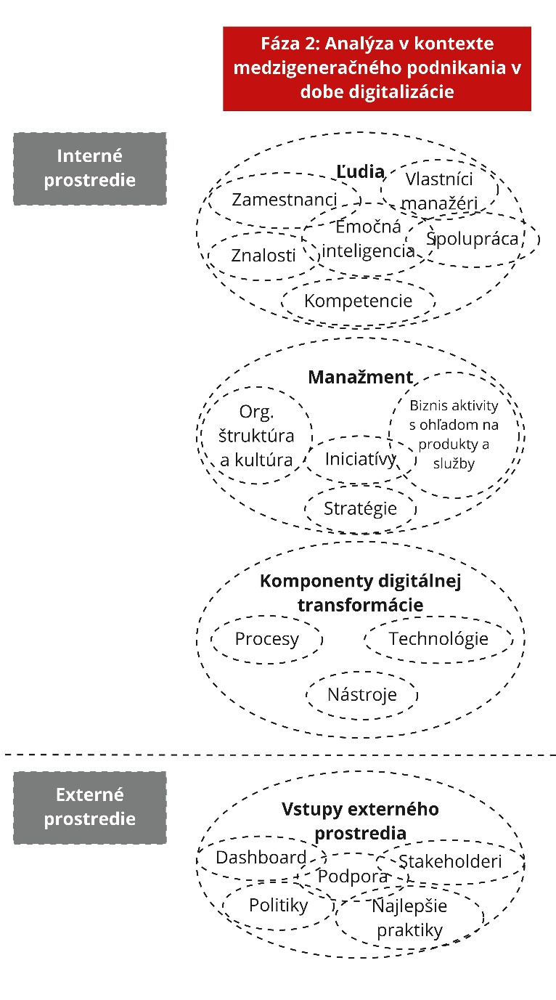 Fáza 2: Analýza v kontexte
medzigeneračného podnikania v
dobe digitalizácie
Interné
prostredie
Ľudia
Vlastníci
manažéri
Zamestnanci
Emočná
inteligencia
Spolupráca
Znalosti
Kompetencie
Manažment
Org.
štruktúra
a kultúra
Biznis aktivity
s ohľadom na
produkty a
služby
Iniciatívy
Stratégie
Komponenty digitálnej
transformácie
Procesy
Technológie
Nástroje
Externé
prostredie
Vstupy externého
prostredia
Dashboard
Stakeholderi
Podpora
Politiky
Najlepšie
praktiky